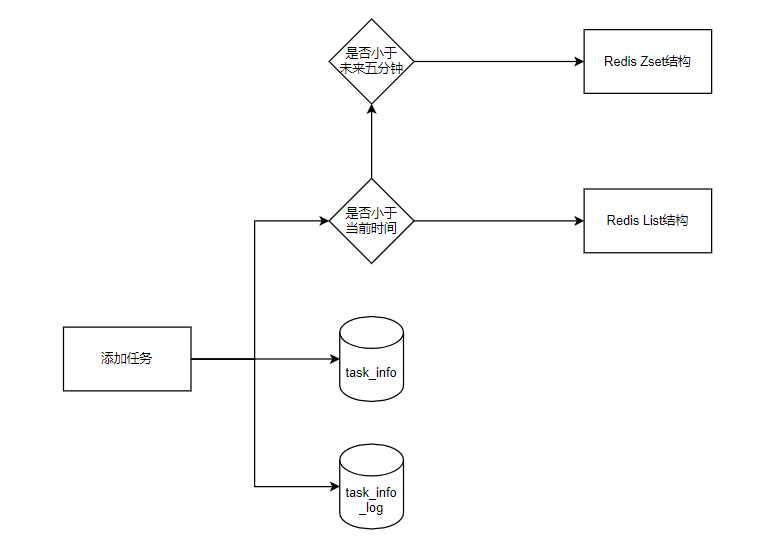 是否小于
未来五分钟
Redis Zset结构
是否小于
当前时间
Redis List结构
添加任务
task_info
task_info
_log